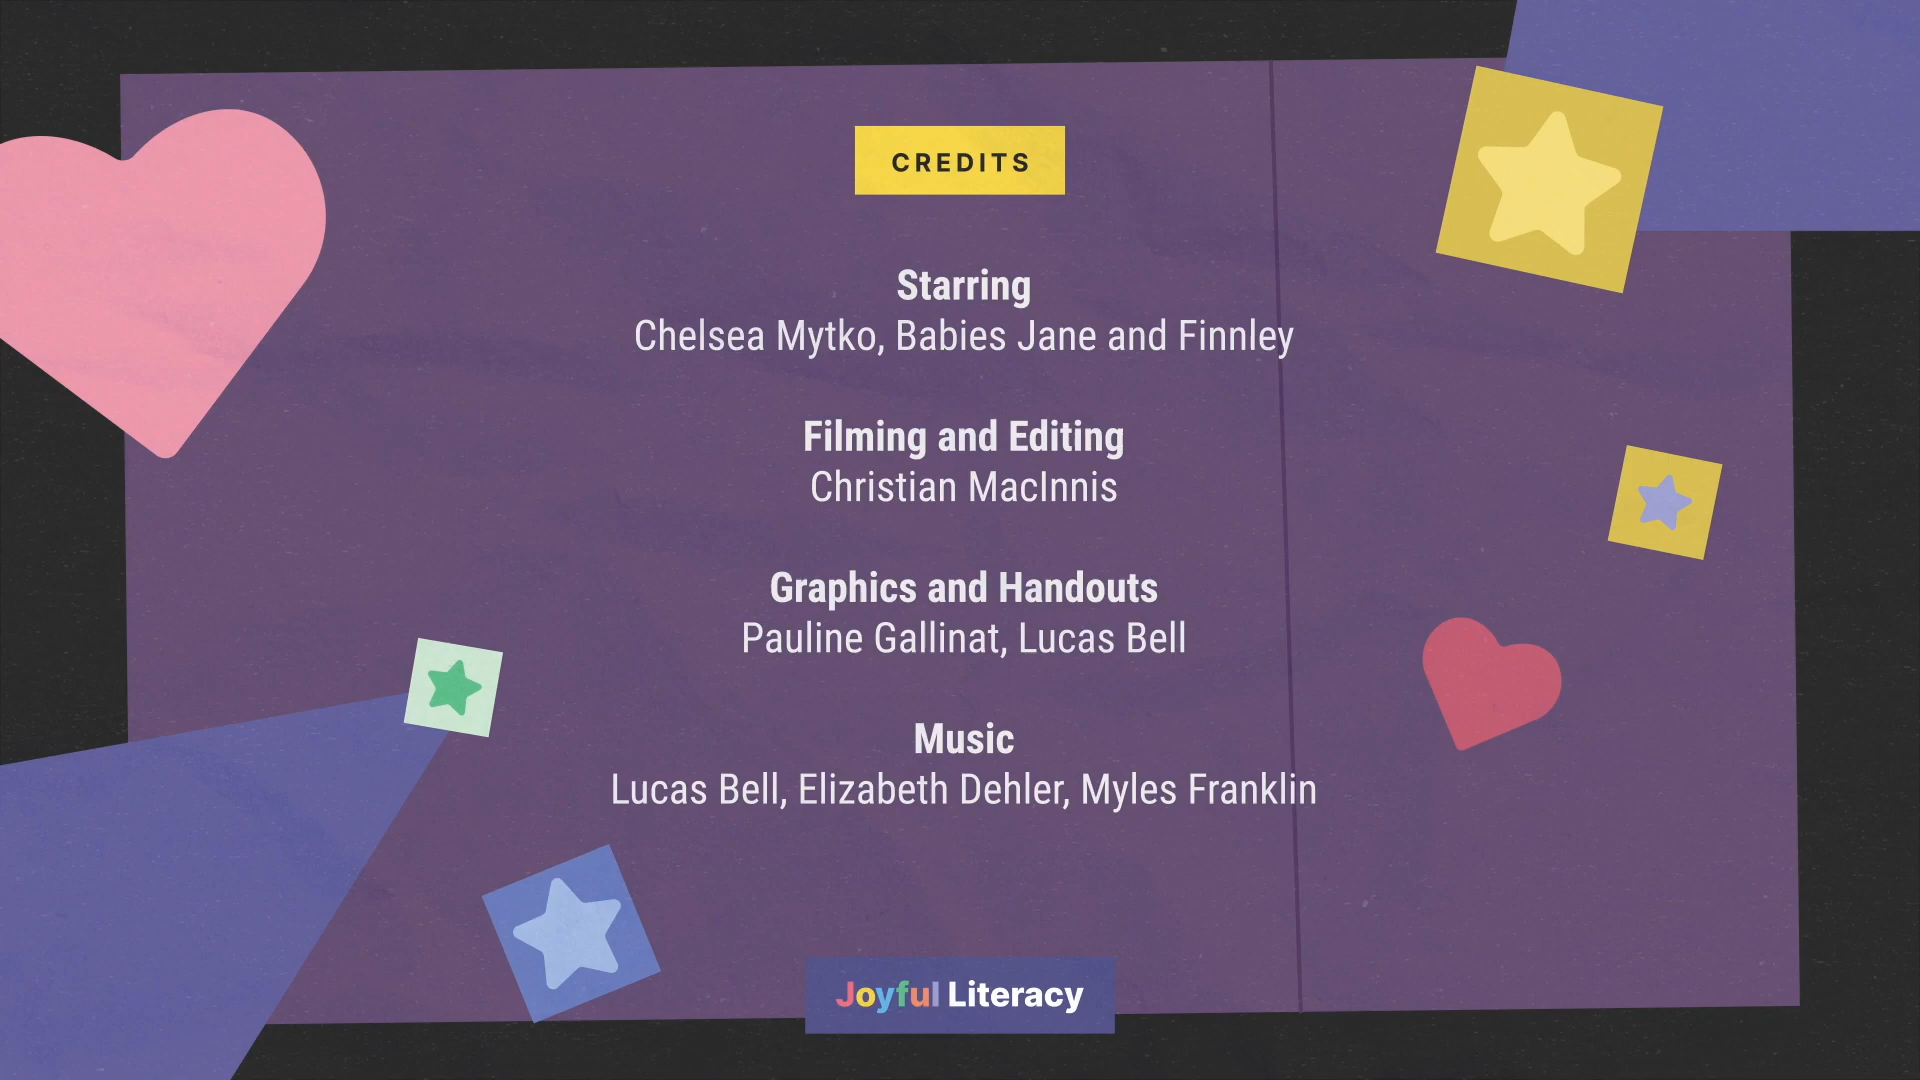 CREDITS
Starring
Chelsea Mytko, Babies Jane and Finnley
Filming and Editing
Christian MacInnis
Graphics and Handouts
Pauline Gallinat, Lucas Bell
Music
Lucas Bell, Elizabeth Dehler, Myles Franklin
Joyful Literacy